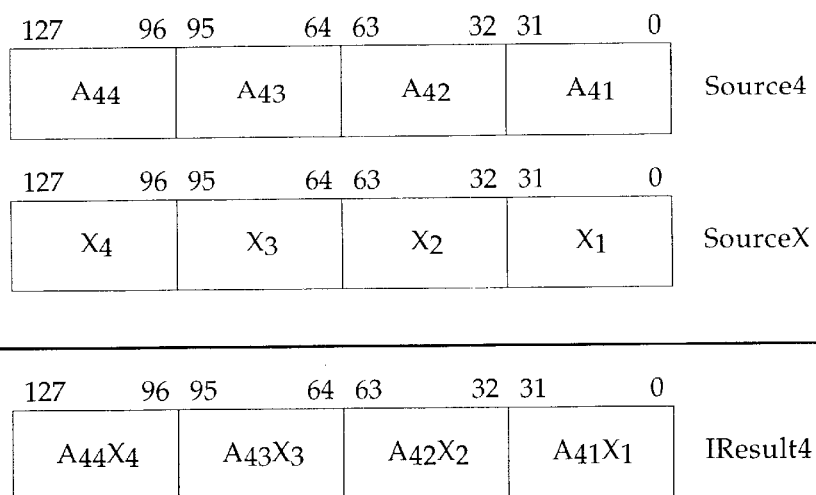 127 96 95 64 63 32 31 0
A44 A43 A42 A41 Source4
127 96 95 64 63 32 31 0
X4 X3 X2 X1 SourceX
127 96 95 64 63 32 31 0
A44X4 A43X3 A42X2 A41X1 IResult4